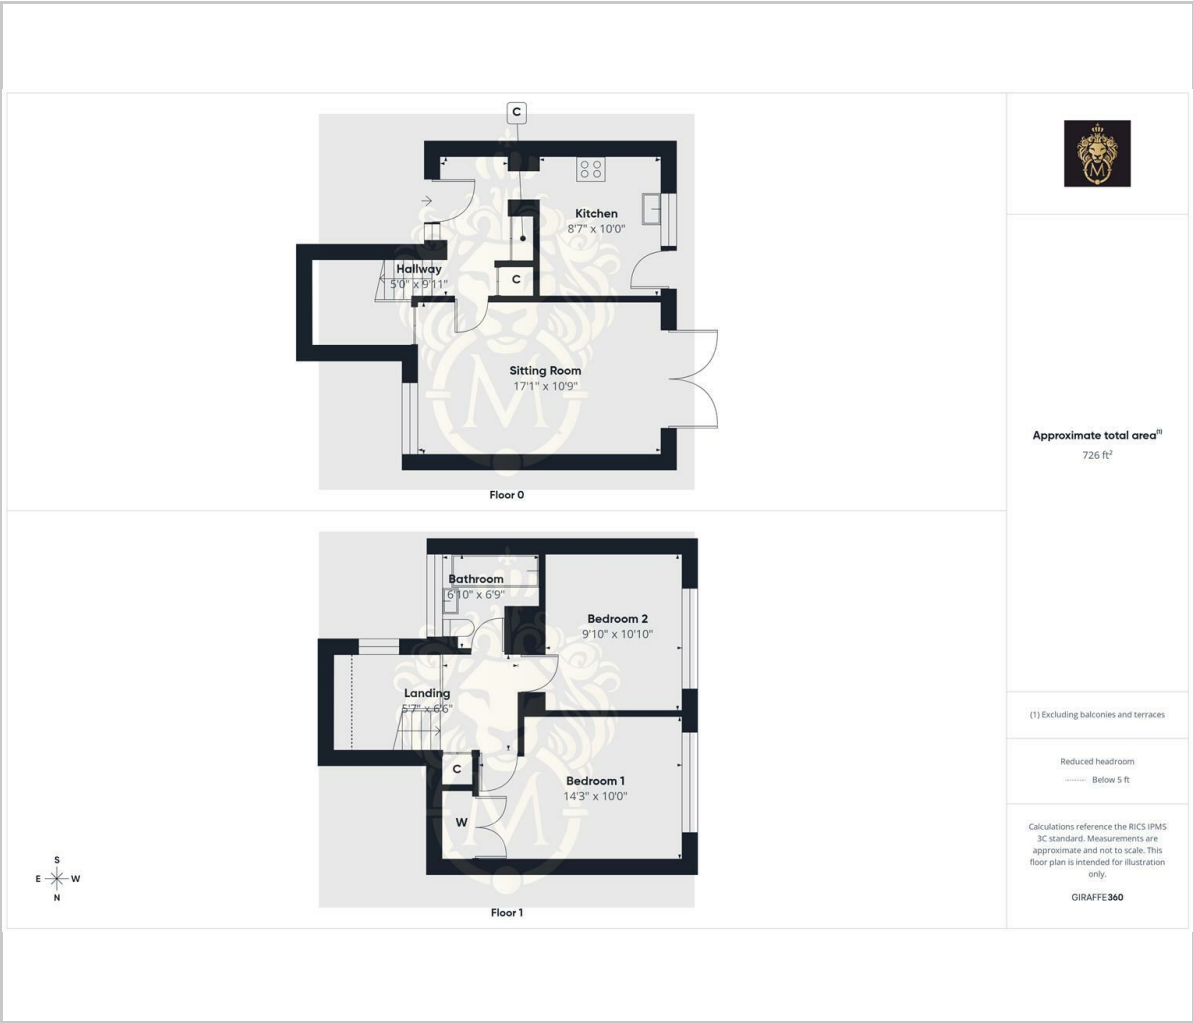 C
Kitchen
8'7" x 10'0"
Hallway
5'0" x 9'11"
C
Sitting Room
17'1" x 10'9"
M
Floor 0
Bathroom
6'10" x 6'9"
Bedroom 2
9'10" x 10'10"
Landing
5'7" x 6'6"
C
Bedroom 1
14'3" x 10'0"
W
M
Floor 1
S
E W
N
M
Approximate total area(1)
726 ft²
(1) Excluding balconies and terraces
Reduced headroom
Below 5 ft
Calculations reference the RICS IPMS
3C standard. Measurements are
approximate and not to scale. This
floor plan is intended for illustration
only.
GIRAFFE360